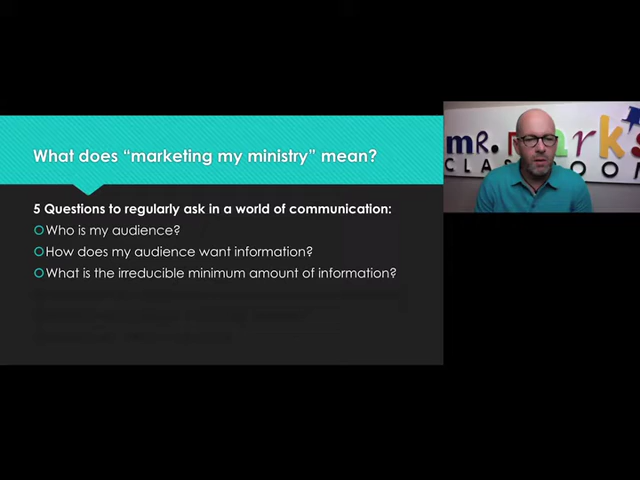 What does “marketing my ministry” mean?
5 Questions to regularly ask in a world of communication:
Who is my audience?
How does my audience want information?
What is the irreducible minimum amount of information?
mr. marks
CLASSROOM